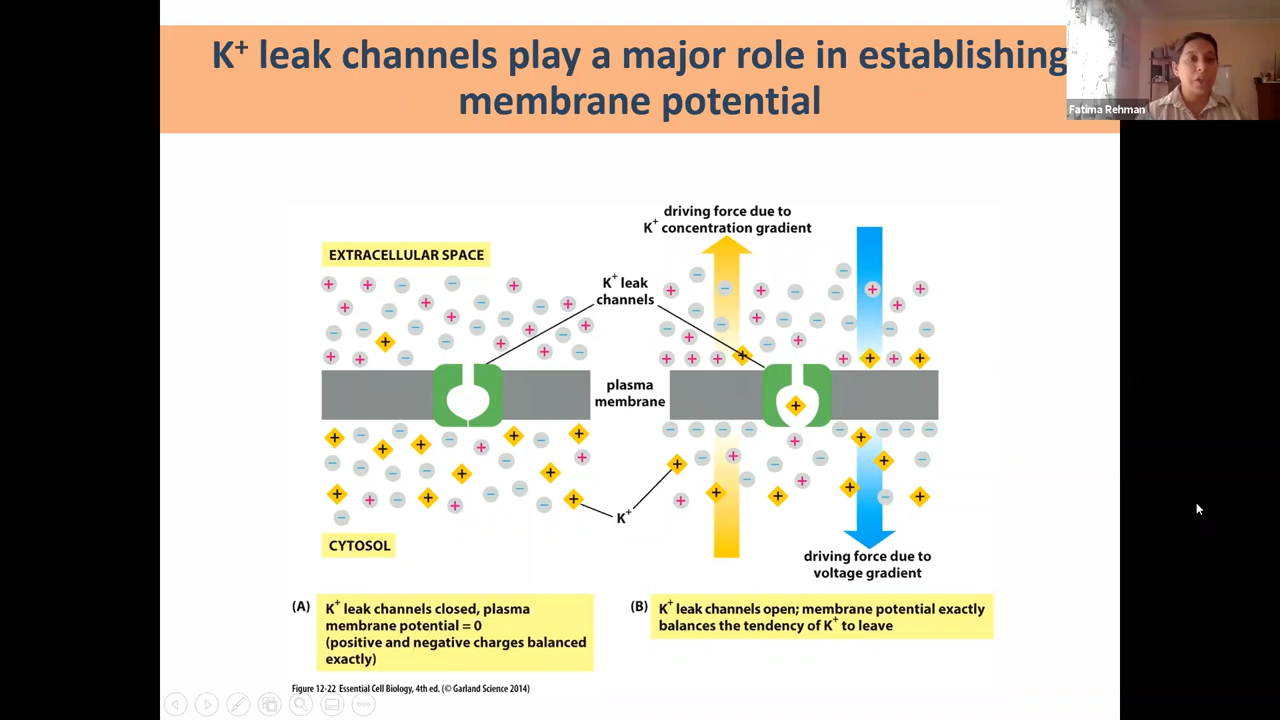 K⁺ leak channels play a major role in establishing
membrane potential
Fatima Rehman
driving force due to
K⁺ concentration gradient
EXTRACELLULAR SPACE
K⁺ leak
channels
plasma
membrane
K⁺
CYTOSOL
driving force due to
voltage gradient
(A)
K⁺ leak channels closed, plasma
membrane potential = 0
(positive and negative charges balanced
exactly)
(B)
K⁺ leak channels open; membrane potential exactly
balances the tendency of K⁺ to leave
Figure 12-22 Essential Cell Biology, 4th ed. (© Garland Science 2014)